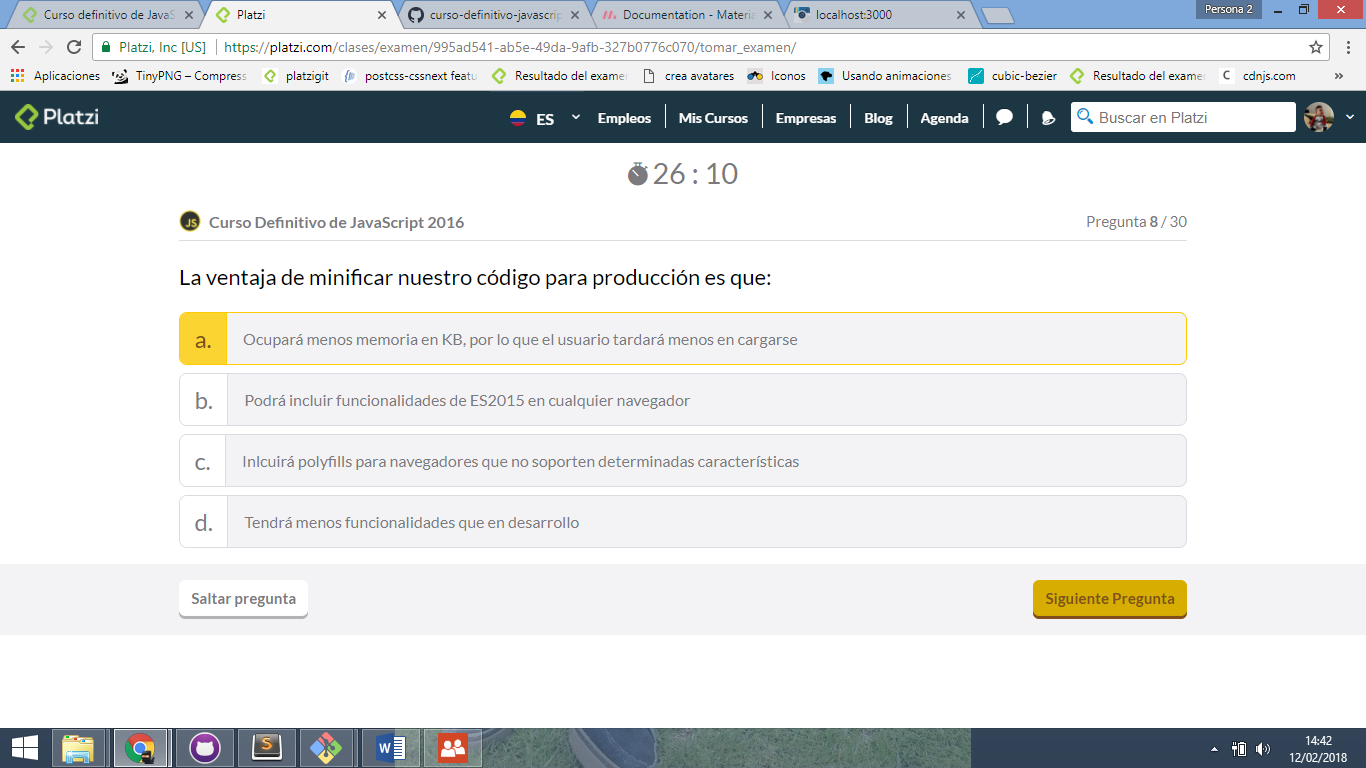 Persona 2
Curso definitivo de JavaS
Platzi
curso-definitivo-javascrip
Documentation - Materia
localhost:3000
Platzi, Inc [US]
https://platzi.com/clases/examen/995ad541-ab5e-49da-9afb-327b0776c070/tomar_examen/
Aplicaciones
TinyPNG – Compress
platzigit
postcss-cssnext featu
Resultado del examen
crea avatares
Iconos
Usando animaciones
cubic-bezier
Resultado del examen
cdnjs.com
»
Platzi
ES
Empleos
Mis Cursos
Empresas
Blog
Agenda
Buscar en Platzi
26 : 10
JS
Curso Definitivo de JavaScript 2016
Pregunta 8 / 30
La ventaja de minificar nuestro código para producción es que:
a.
Ocupará menos memoria en KB, por lo que el usuario tardará menos en cargarse
b.
Podrá incluir funcionalidades de ES2015 en cualquier navegador
c.
Inlcuirá polyfills para navegadores que no soporten determinadas características
d.
Tendrá menos funcionalidades que en desarrollo
Saltar pregunta
Siguiente Pregunta
14:42
12/02/2018